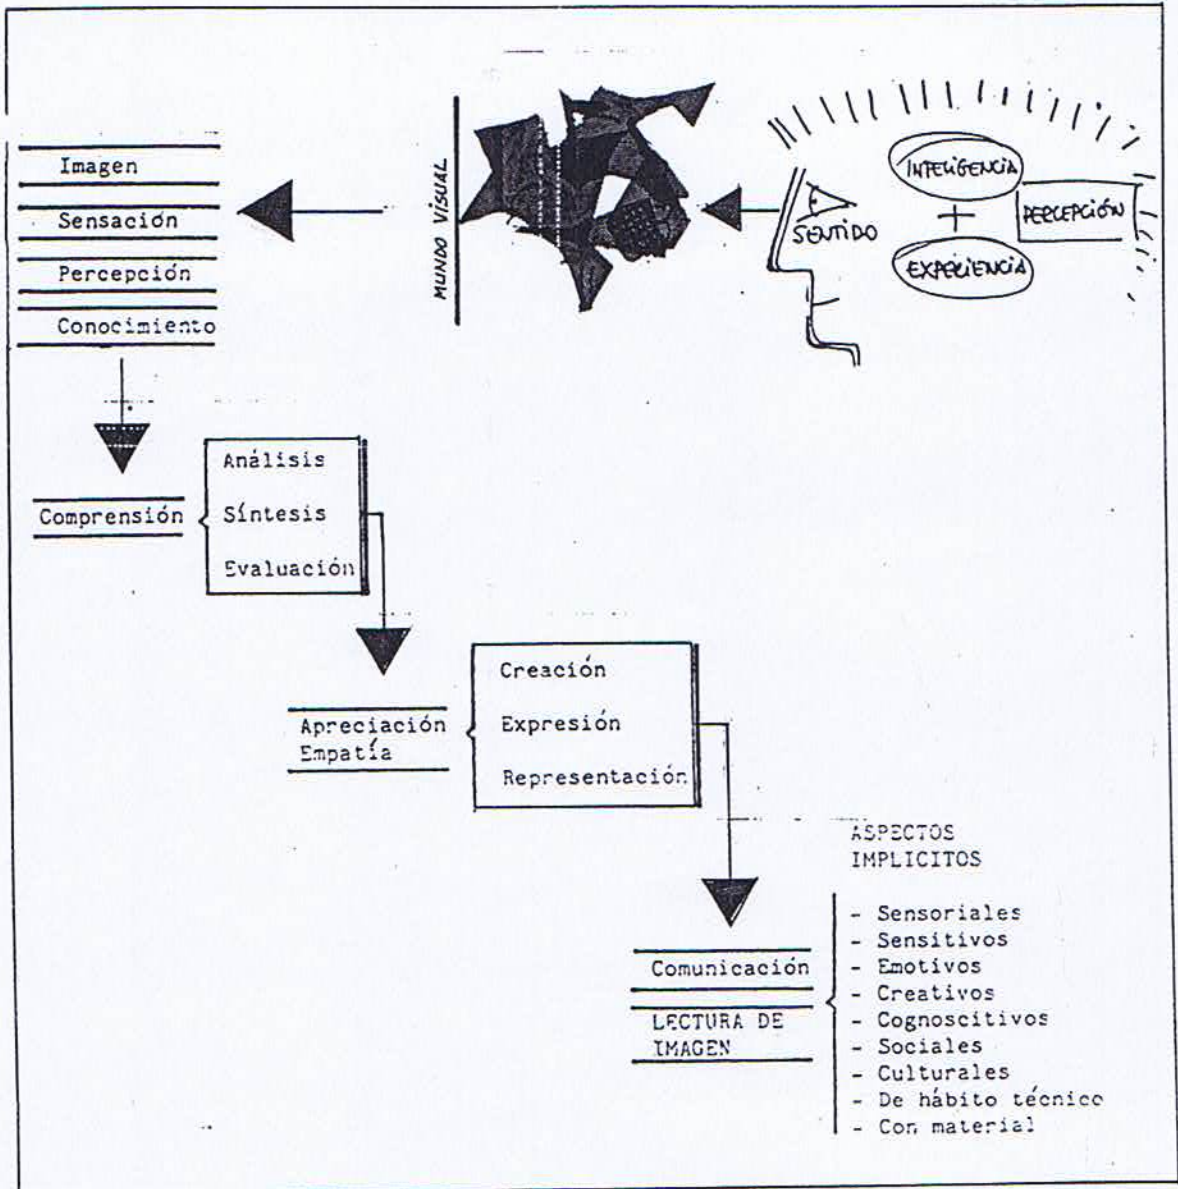 Imagen
Sensación
Percepción
Conocimiento
MUNDO VISUAL
SENTIDO
INTELIGENCIA
+
EXPERIENCIA
PERCEPCIÓN
Comprensión
Análisis
Síntesis
Evaluación
Apreciación
Empatía
Creación
Expresión
Representación
Comunicación
LECTURA DE
IMAGEN
ASPECTOS
IMPLICITOS
- Sensoriales
- Sensitivos
- Emotivos
- Creativos
- Cognoscitivos
- Sociales
- Culturales
- De hábito técnico
- Con material